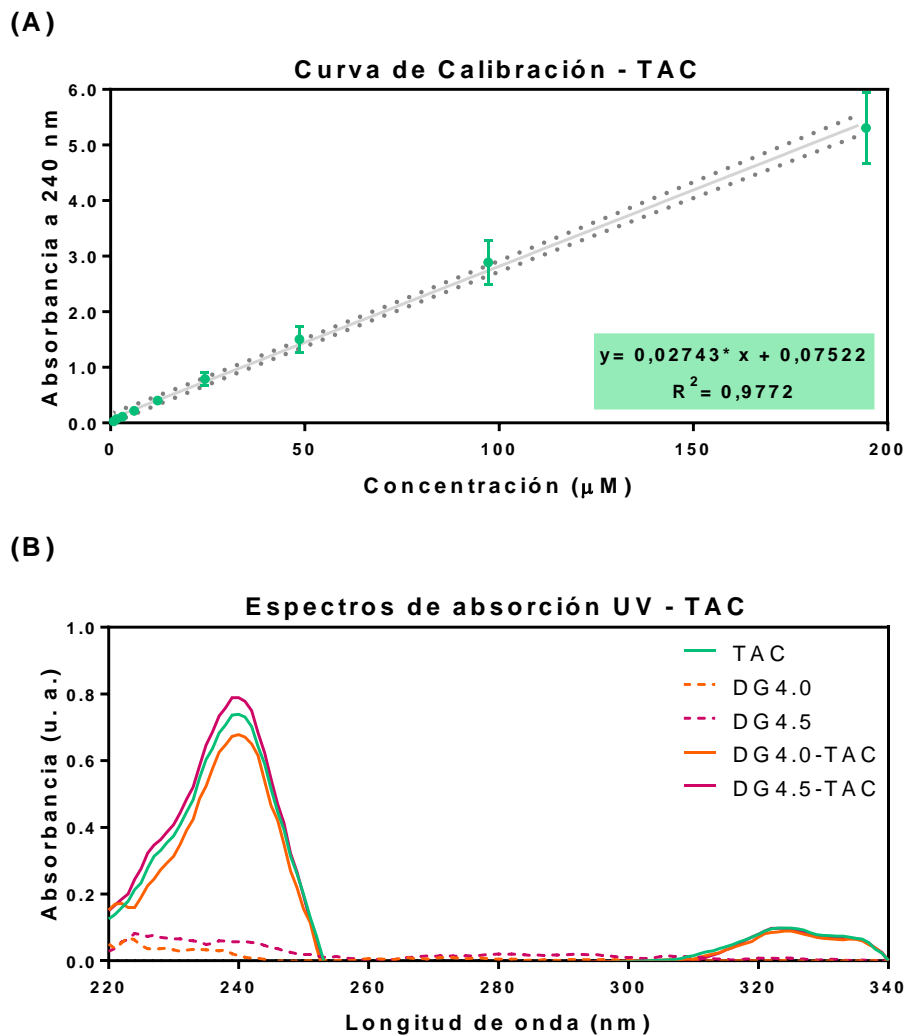 (A)
Curva de Calibración - TAC
Absorbancia a 240 nm
6.0
5.0
4.0
3.0
2.0
1.0
0.0
y= 0,02743* x + 0,07522
R2= 0,9772
0 50 100 150 200
Concentración (μM)
(B)
Espectros de absorción UV - TAC
Absorbancia (u. a.)
1.0
0.8
0.6
0.4
0.2
0.0
TAC
DG4.0
DG4.5
DG4.0-TAC
DG4.5-TAC
220 240 260 280 300 320 340
Longitud de onda (nm)